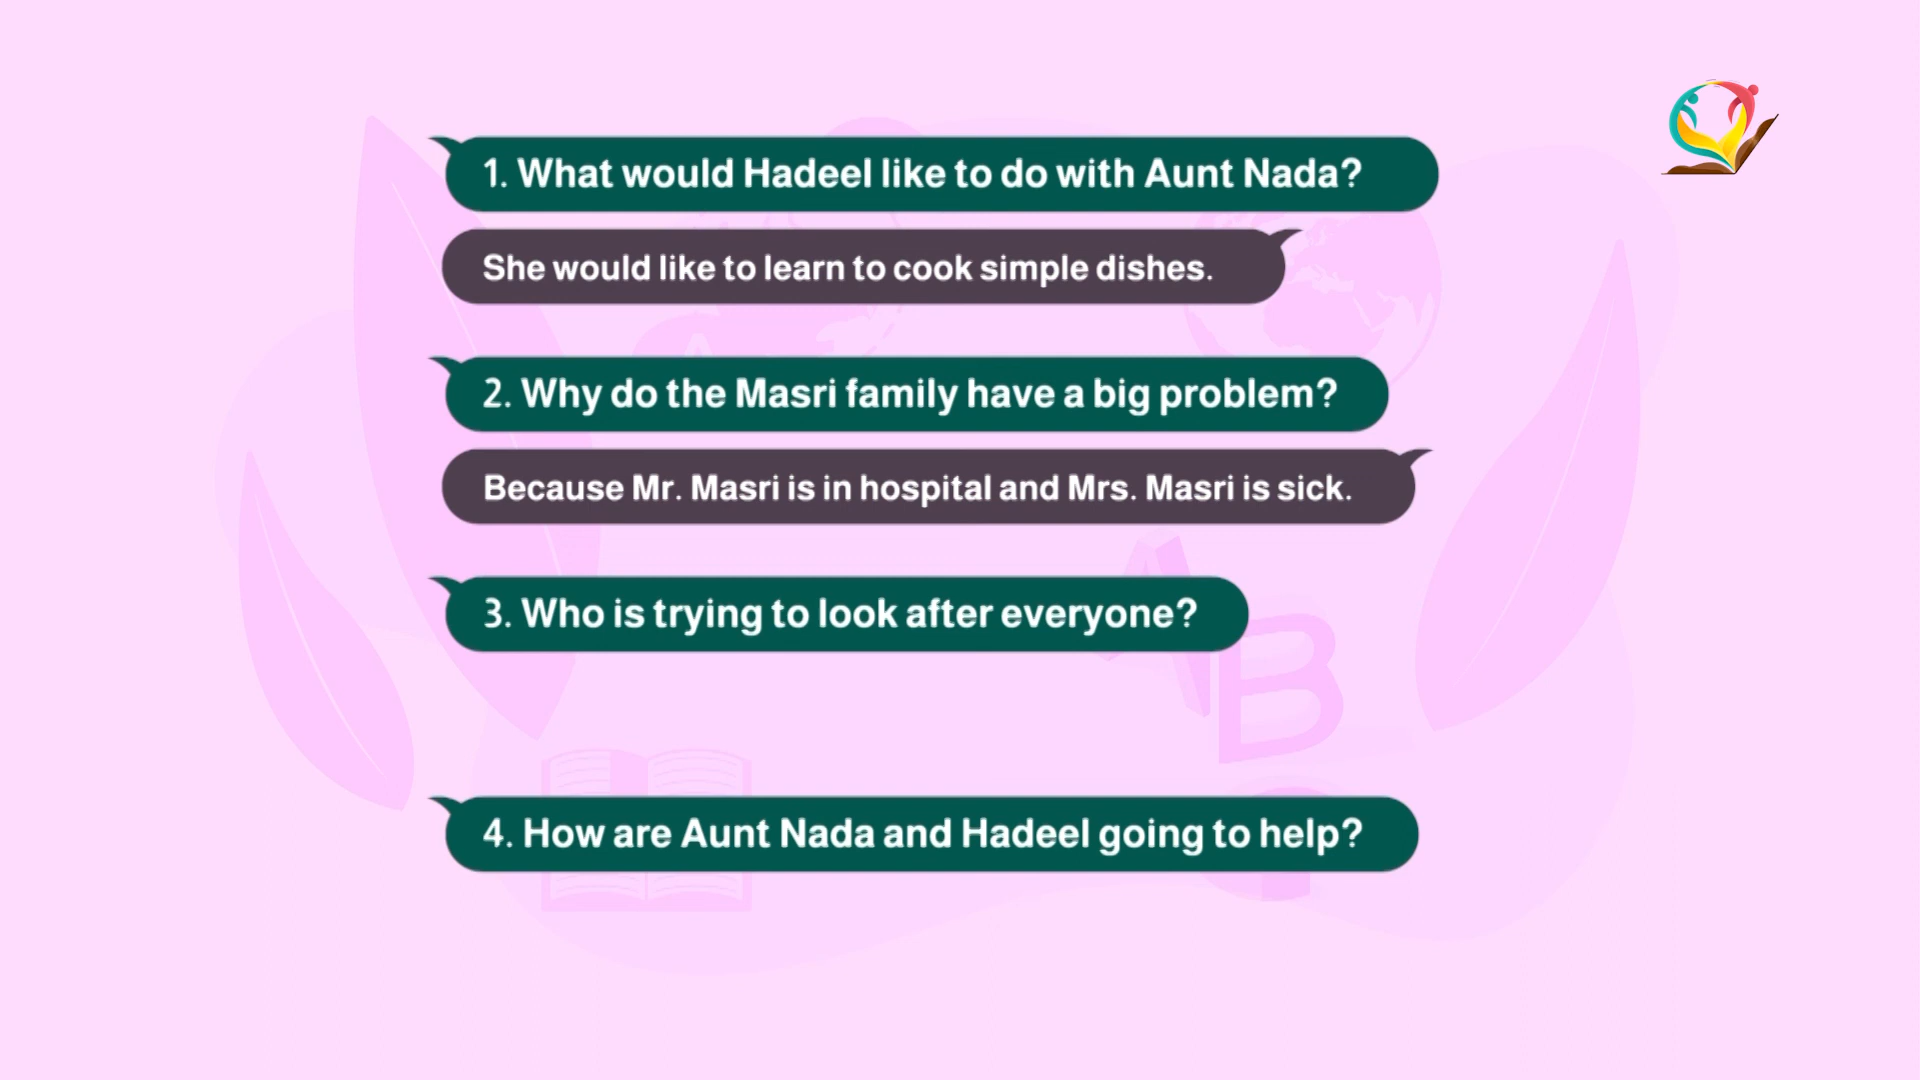 1. What would Hadeel like to do with Aunt Nada?
She would like to learn to cook simple dishes.
2. Why do the Masri family have a big problem?
Because Mr. Masri is in hospital and Mrs. Masri is sick.
3. Who is trying to look after everyone?
4. How are Aunt Nada and Hadeel going to help?
A
B